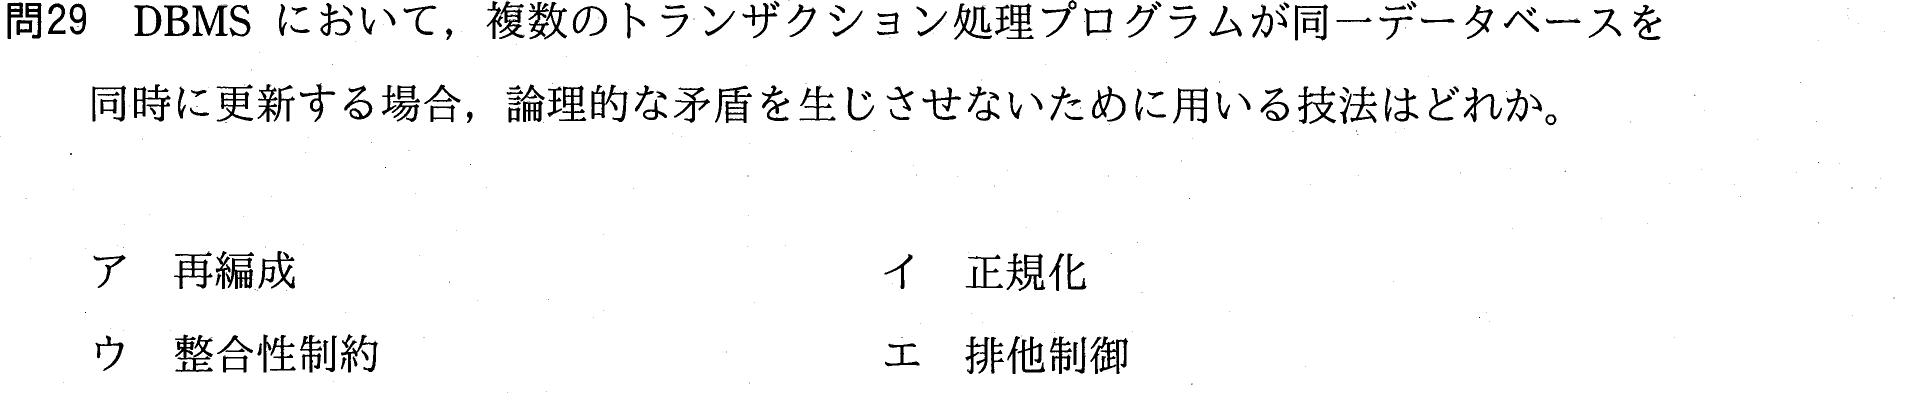 問29 DBMS において，複数のトランザクション処理プログラムが同一データベースを
同時に更新する場合，論理的な矛盾を生じさせないために用いる技法はどれか。
ア 再編成 イ 正規化
ウ 整合性制約 エ 排他制御